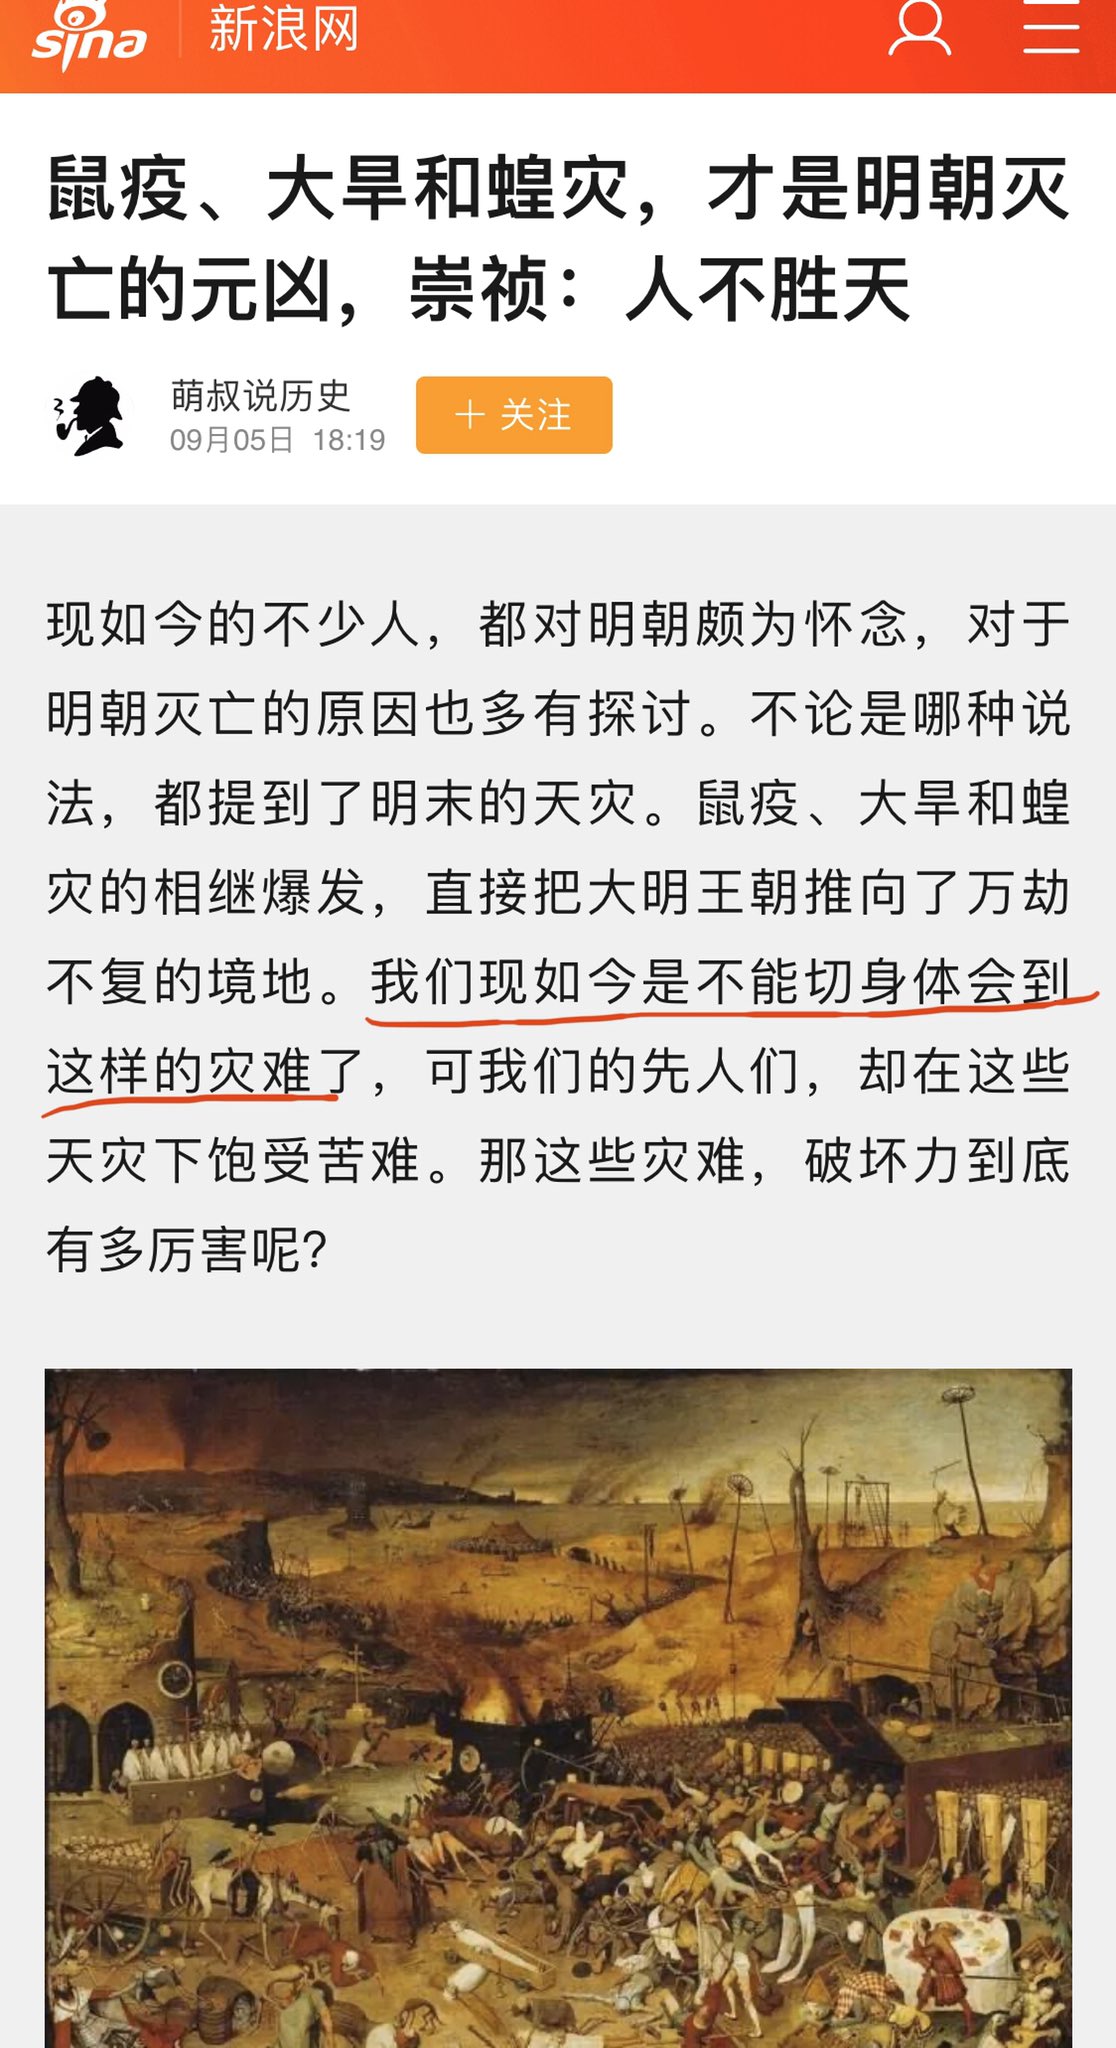 sina 新浪网
鼠疫、大旱和蝗灾，才是明朝灭
亡的元凶，崇祯：人不胜天
萌叔说历史
09月05日 18:19
＋ 关注
现如今的不少人，都对明朝颇为怀念，对于
明朝灭亡的原因也多有探讨。不论是哪种说
法，都提到了明末的天灾。鼠疫、大旱和蝗
灾的相继爆发，直接把大明王朝推向了万劫
不复的境地。我们现如今是不能切身体会到
这样的灾难了，可我们的先人们，却在这些
天灾下饱受苦难。那这些灾难，破坏力到底
有多厉害呢？